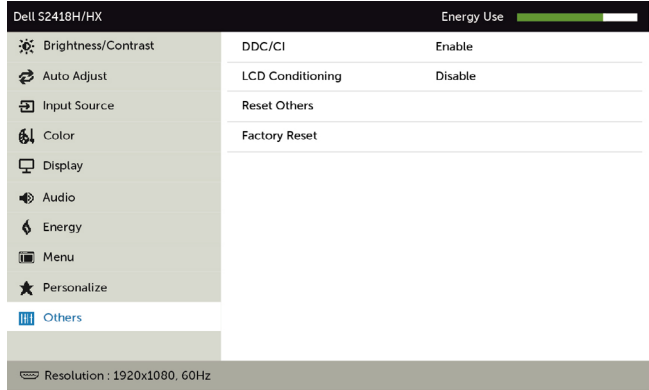 Dell S2418H/HX Energy Use
Brightness/Contrast
Auto Adjust
Input Source
Color
Display
Audio
Energy
Menu
Personalize
Others
DDC/CI Enable
LCD Conditioning Disable
Reset Others
Factory Reset
Resolution : 1920x1080, 60Hz